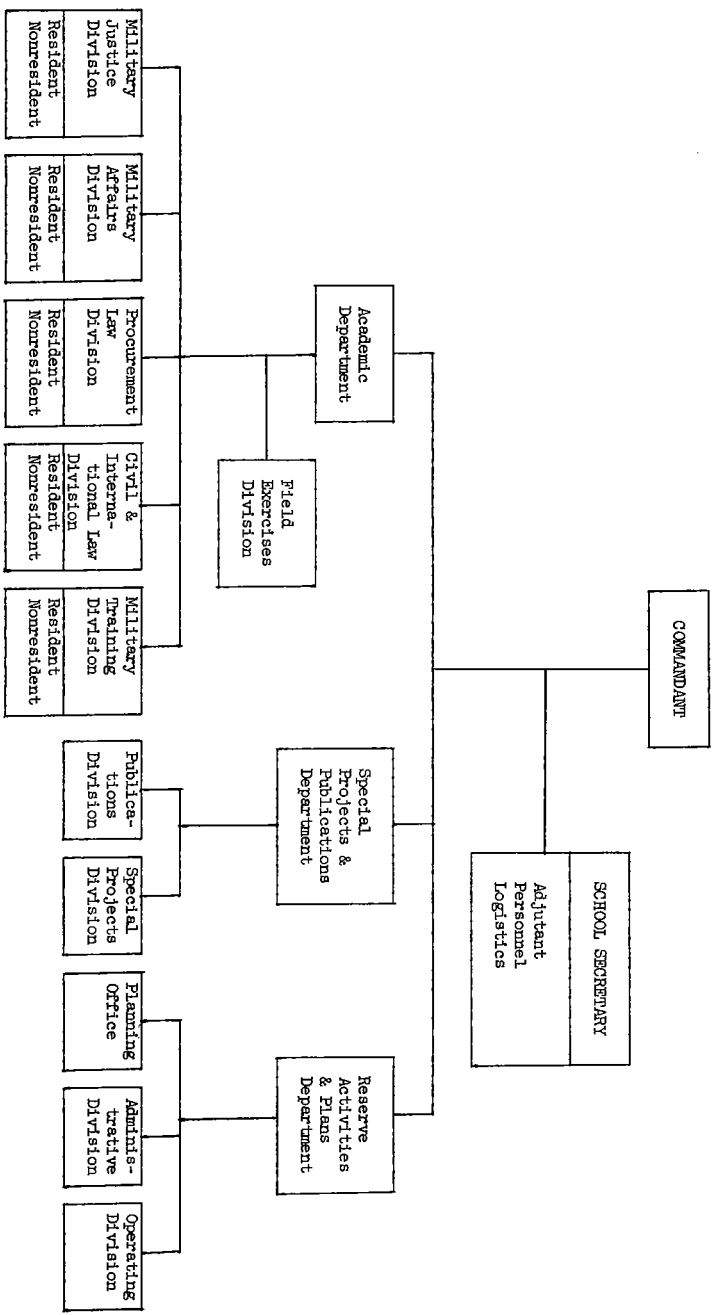 COMMANDANT
SCHOOL SECRETARY
Adjutant
Personnel
Logistics
Academic
Department
Special
Projects &
Publications
Department
Reserve
Activities
& Plans
Department
Field
Exercises
Division
Military
Justice
Division
Resident
Nonresident
Military
Affairs
Division
Resident
Nonresident
Procurement
Law
Division
Resident
Nonresident
Civil &
Interna-
tional Law
Division
Resident
Nonresident
Military
Training
Division
Resident
Nonresident
Publica-
tions
Division
Special
Projects
Division
Planning
Office
Adminis-
trative
Division
Operating
Division